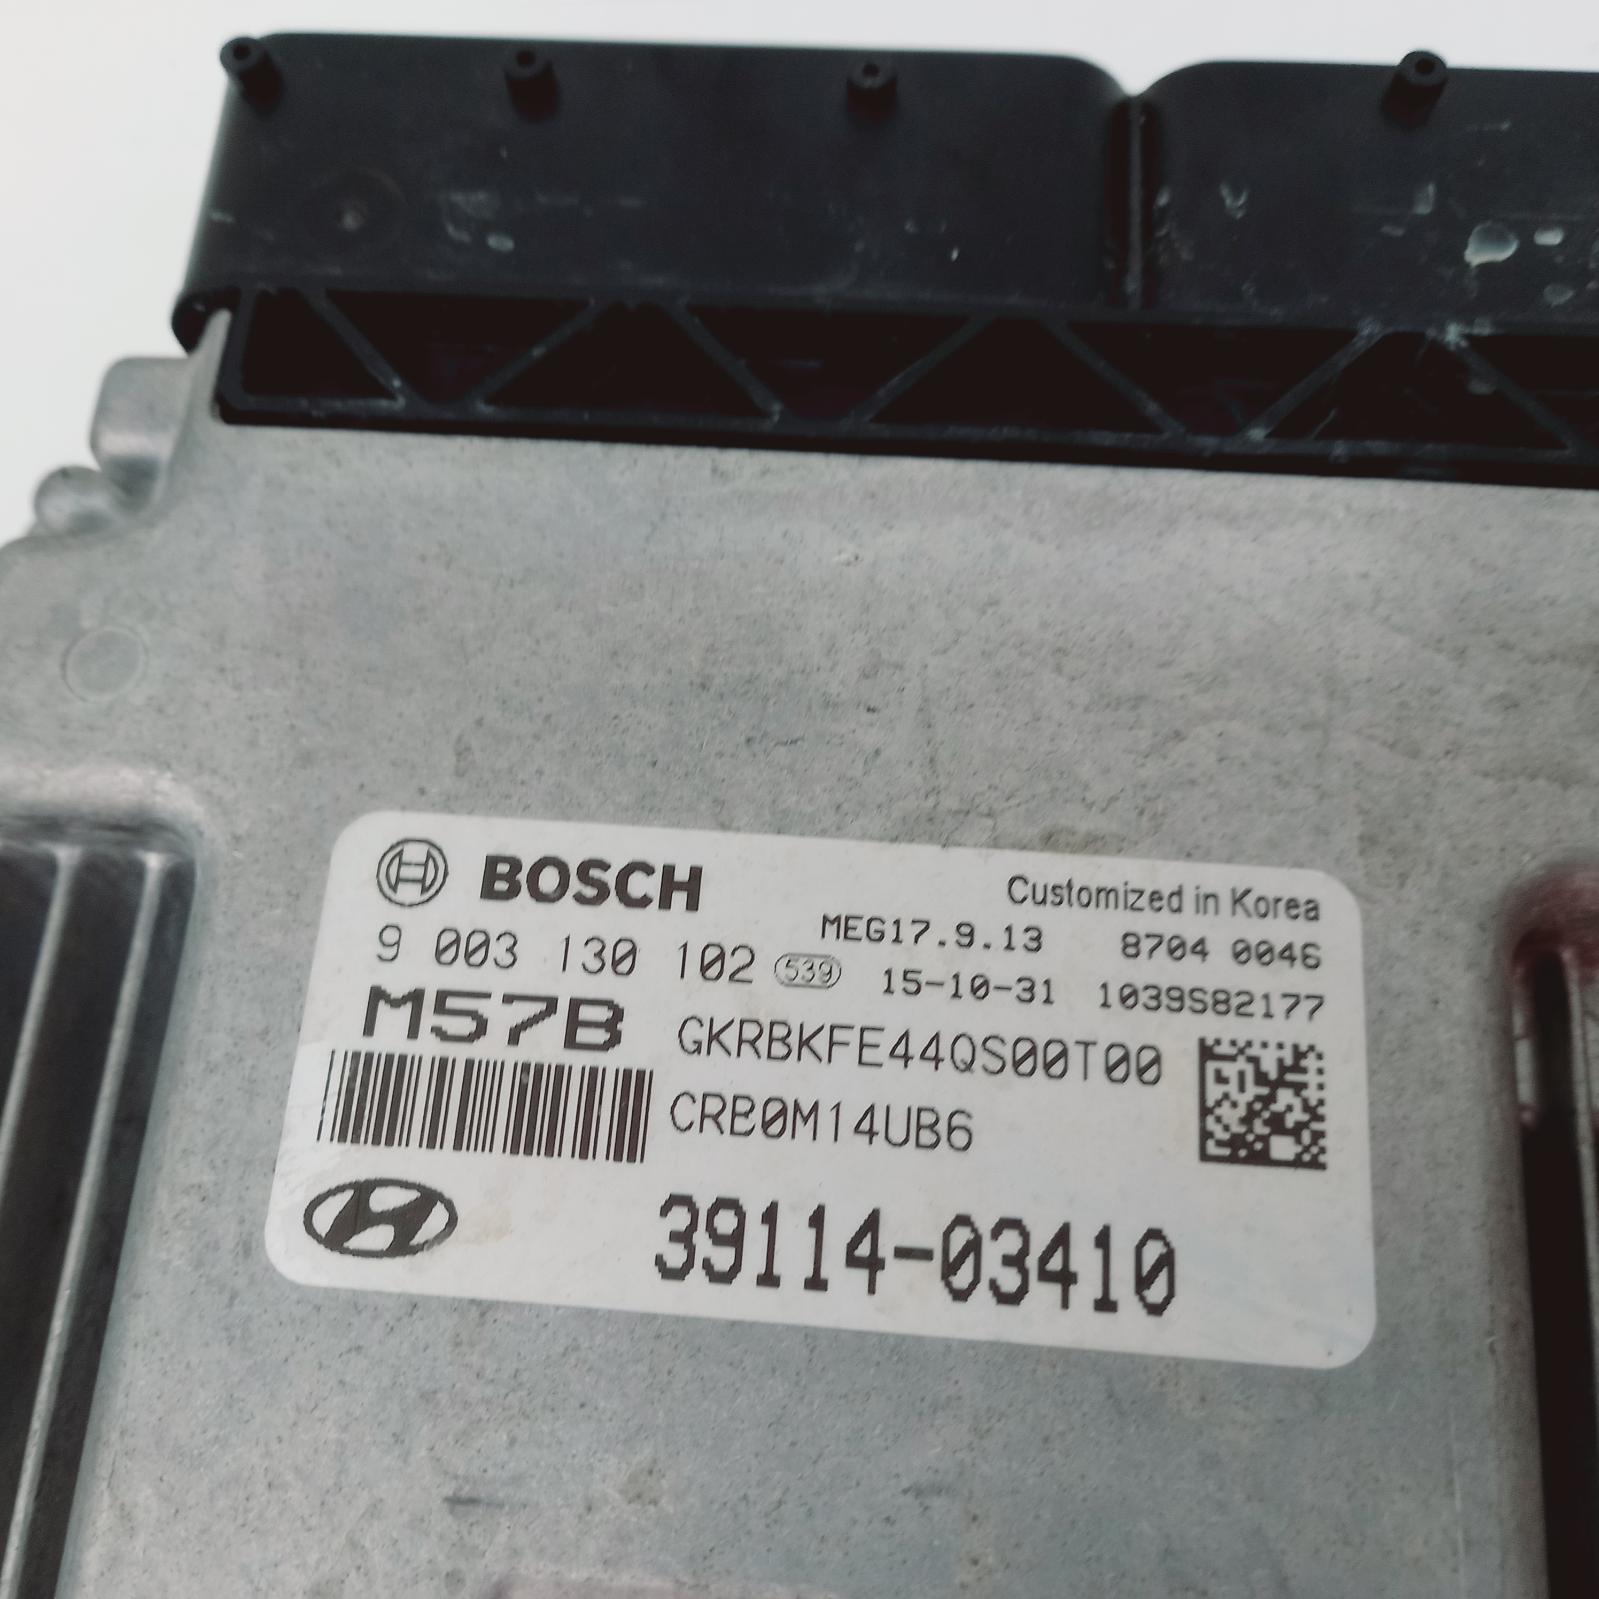 BOSCH
Customized in Korea
9 003 130 102 539 MEG17.9.13 8704 0046
15-10-31 1039S82177
M57B GKRBKFE44QS00T00
CRB0M14UB6
39114-03410